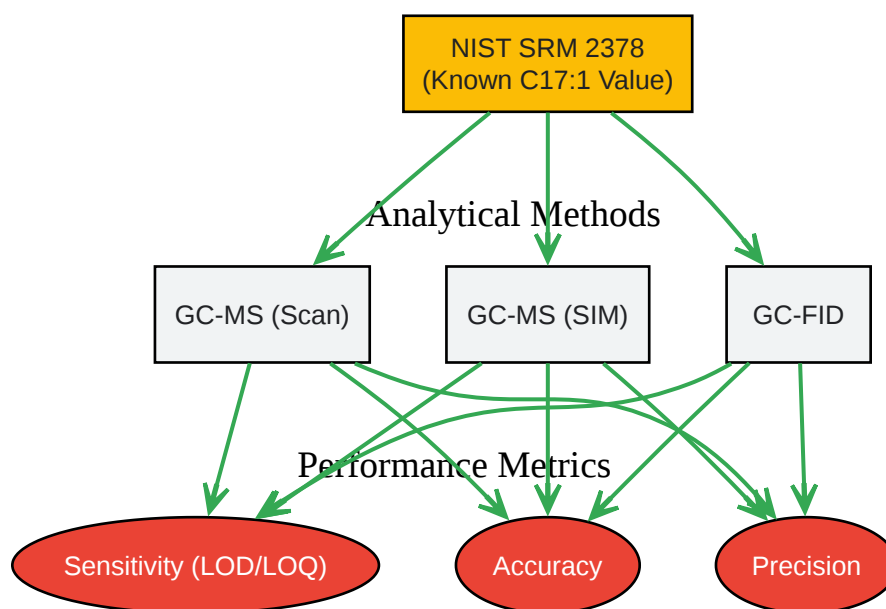 NIST SRM 2378
(Known C17:1 Value)
Analytical Methods
GC-MS (Scan)
GC-MS (SIM)
GC-FID
Performance Metrics
Sensitivity (LOD/LOQ)
Accuracy
Precision